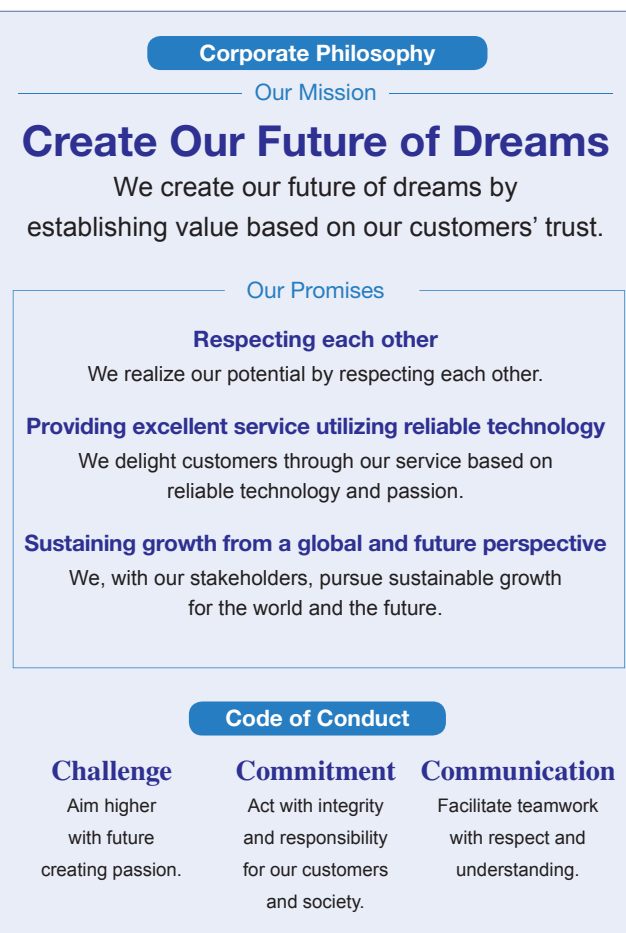 Corporate Philosophy
Our Mission
Create Our Future of Dreams
We create our future of dreams by
establishing value based on our customers’ trust.
Our Promises
Respecting each other
We realize our potential by respecting each other.
Providing excellent service utilizing reliable technology
We delight customers through our service based on
reliable technology and passion.
Sustaining growth from a global and future perspective
We, with our stakeholders, pursue sustainable growth
for the world and the future.
Code of Conduct
Challenge
Aim higher
with future
creating passion.
Commitment
Act with integrity
and responsibility
for our customers
and society.
Communication
Facilitate teamwork
with respect and
understanding.